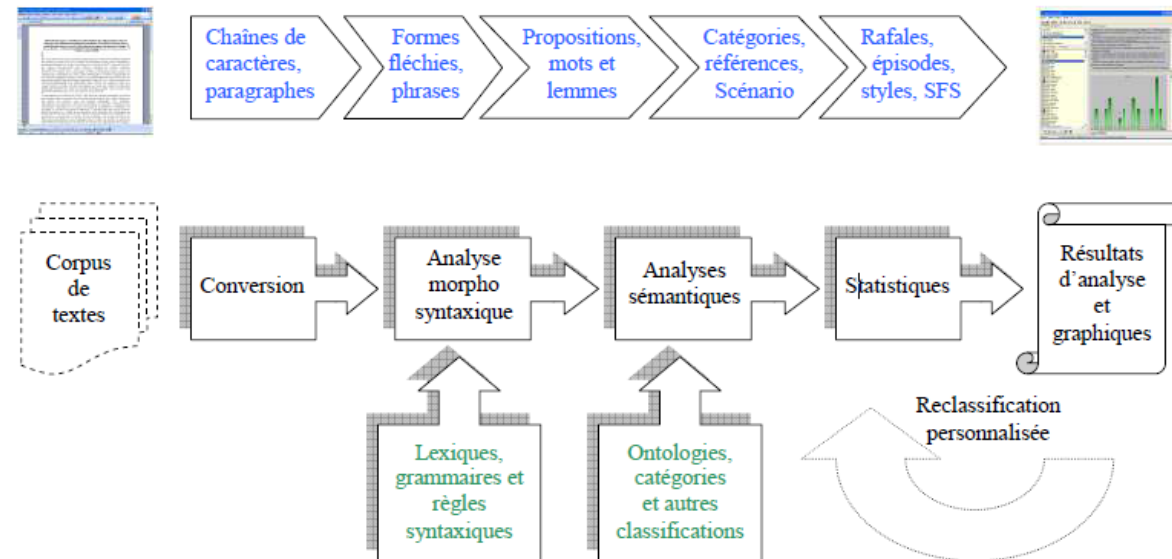 Chaînes de
caractères,
paragraphes
Formes
fléchies,
phrases
Propositions,
mots et
lemmes
Catégories,
références,
Scénario
Rafales,
épisodes,
styles, SFS
Corpus
de
textes
Conversion
Analyse
morpho
syntaxique
Analyses
sémantiques
Statistiques
Résultats
d'analyse
et
graphiques
Lexiques,
grammaires et
règles
syntaxiques
Ontologies,
catégories
et autres
classifications
Reclassification
personnalisée